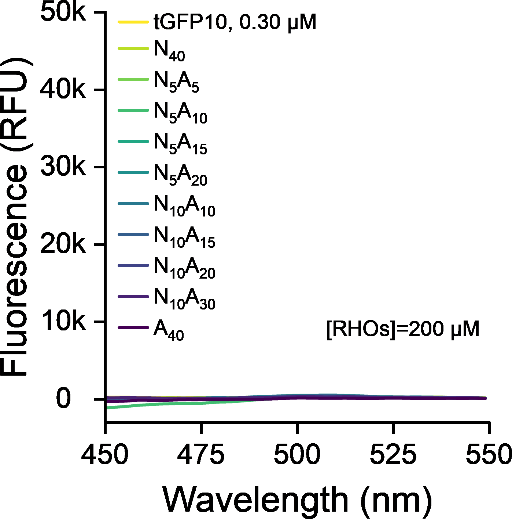 50k
40k
30k
20k
10k
0
Fluorescence (RFU)
tGFP10, 0.30 µM
N₄₀
N₅A₅
N₅A₁₀
N₅A₁₅
N₅A₂₀
N₁₀A₁₀
N₁₀A₁₅
N₁₀A₂₀
N₁₀A₃₀
A₄₀
[RHOs]=200 µM
450 475 500 525 550
Wavelength (nm)